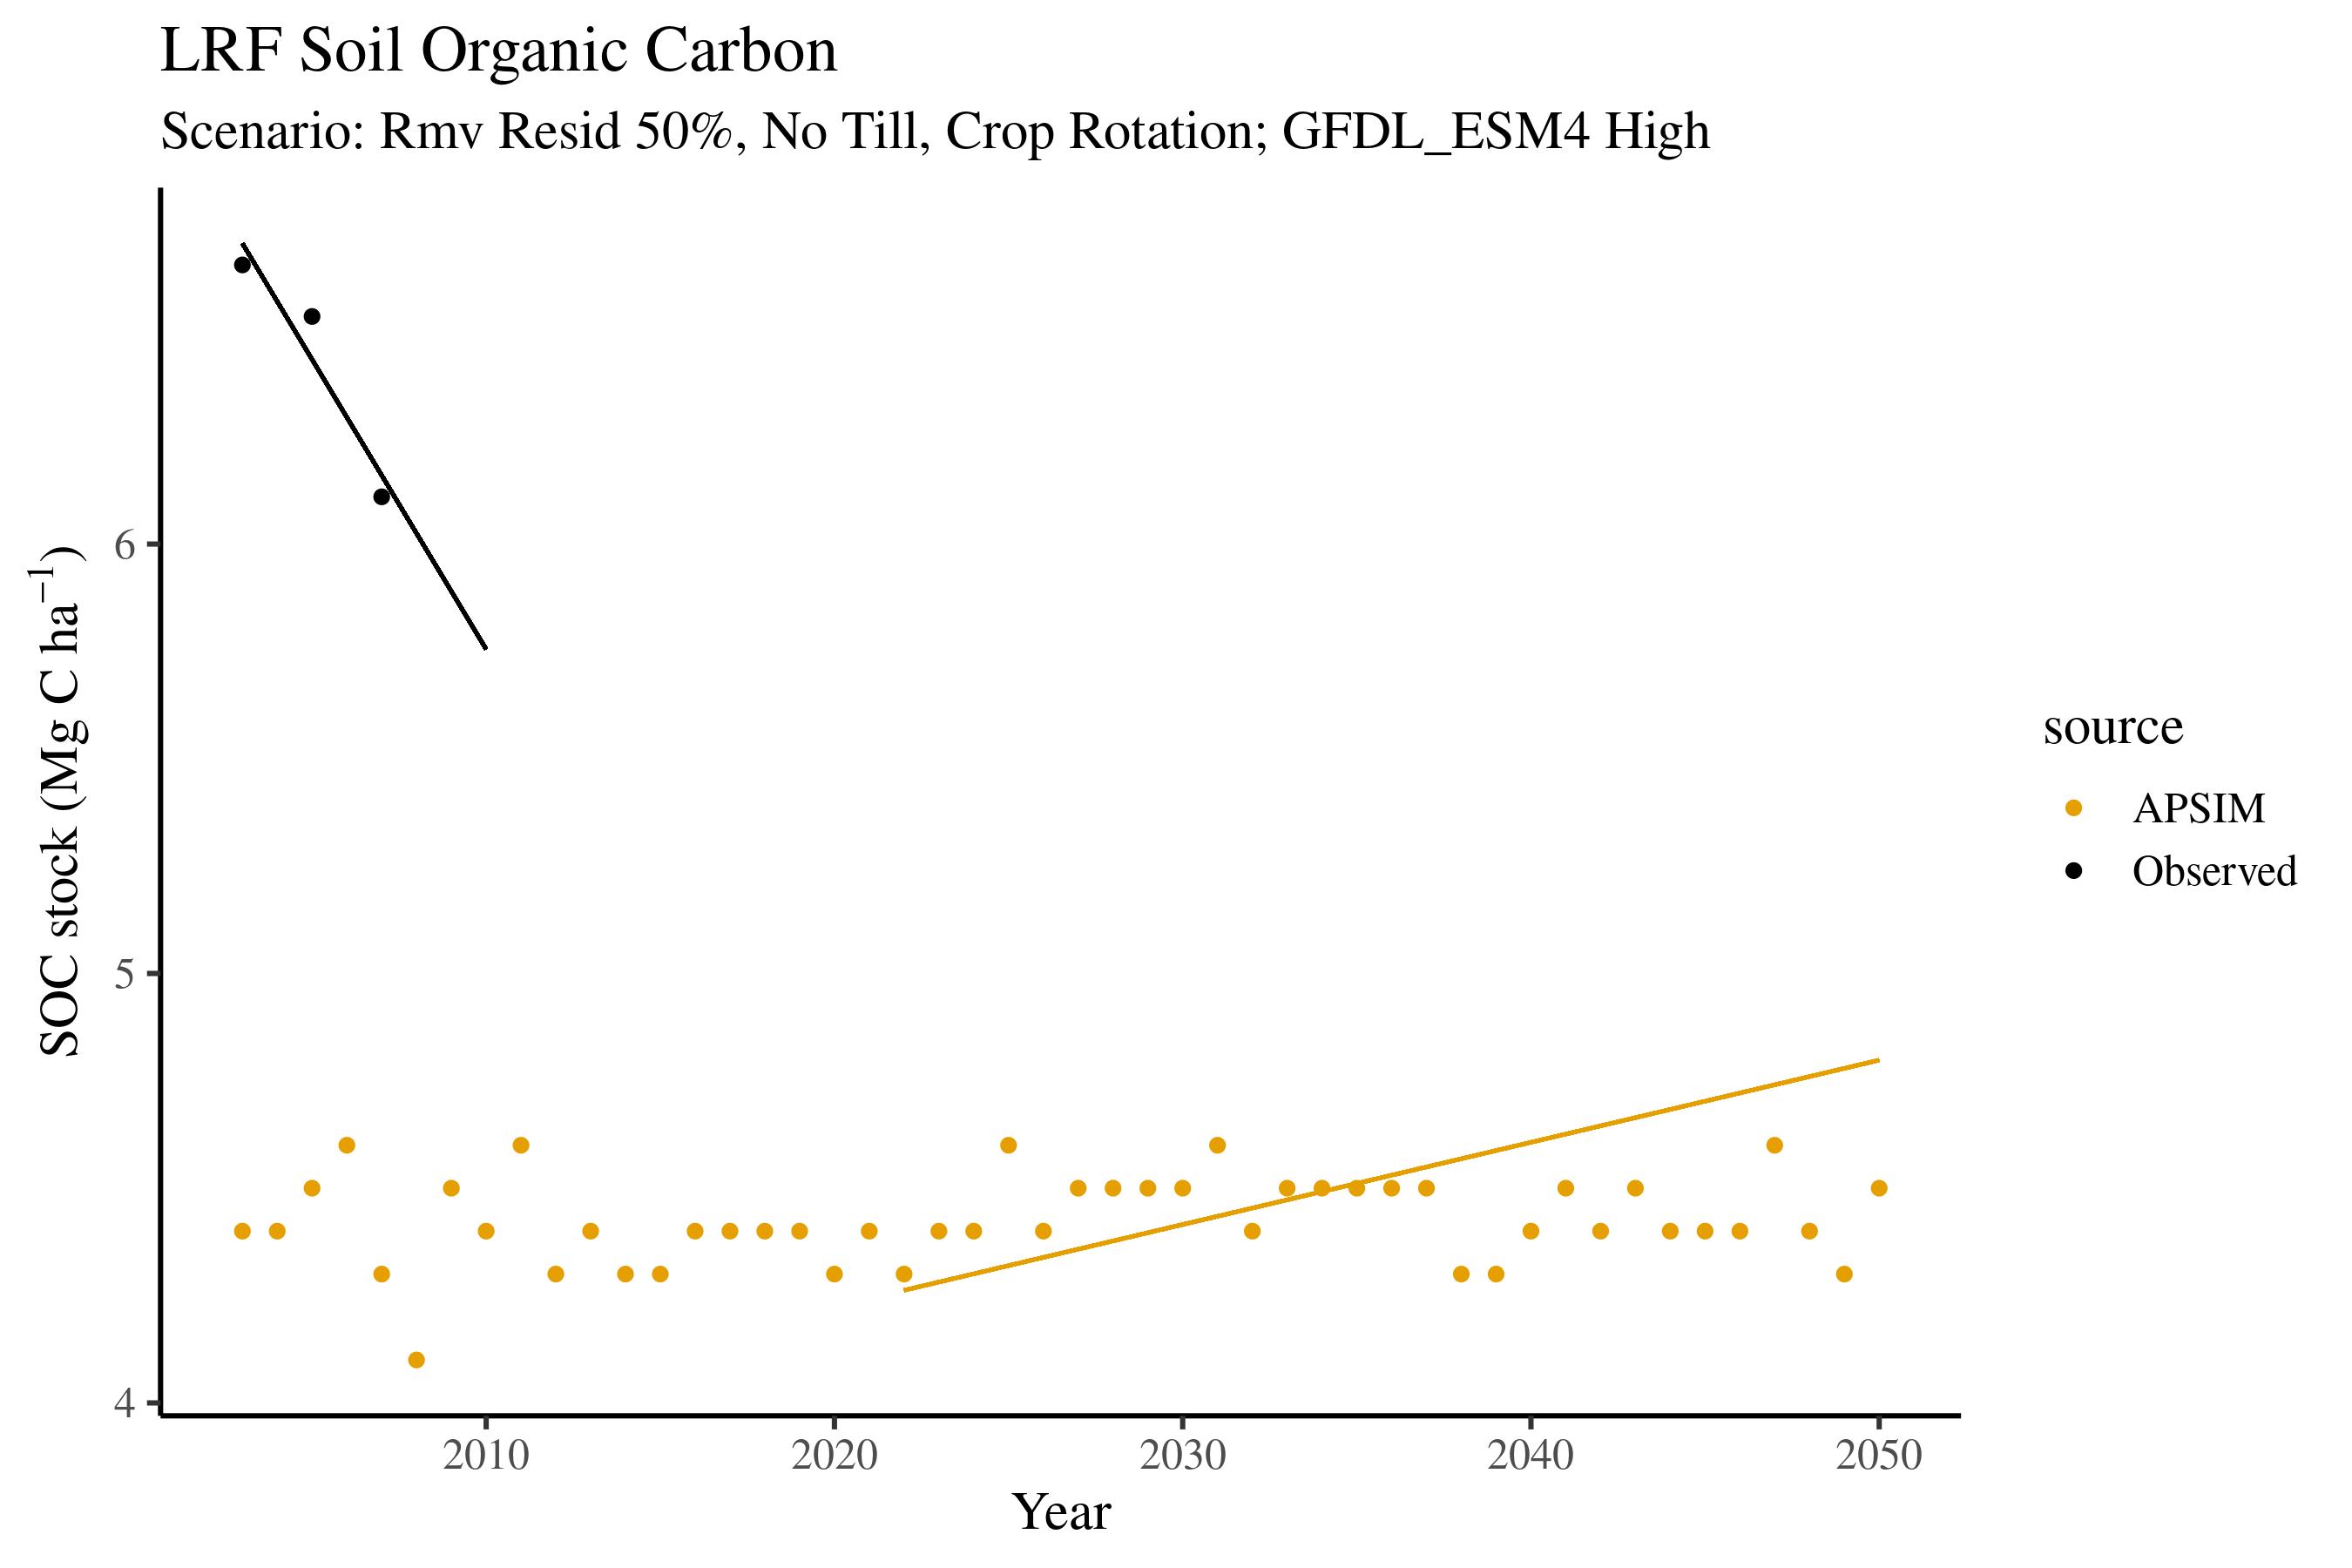 LRF Soil Organic Carbon
Scenario: Rmv Resid 50%, No Till, Crop Rotation; GFDL_ESM4 High
SOC stock (Mg C ha⁻¹)
6
5
4
2010 2020 2030 2040 2050
Year
source
APSIM
Observed